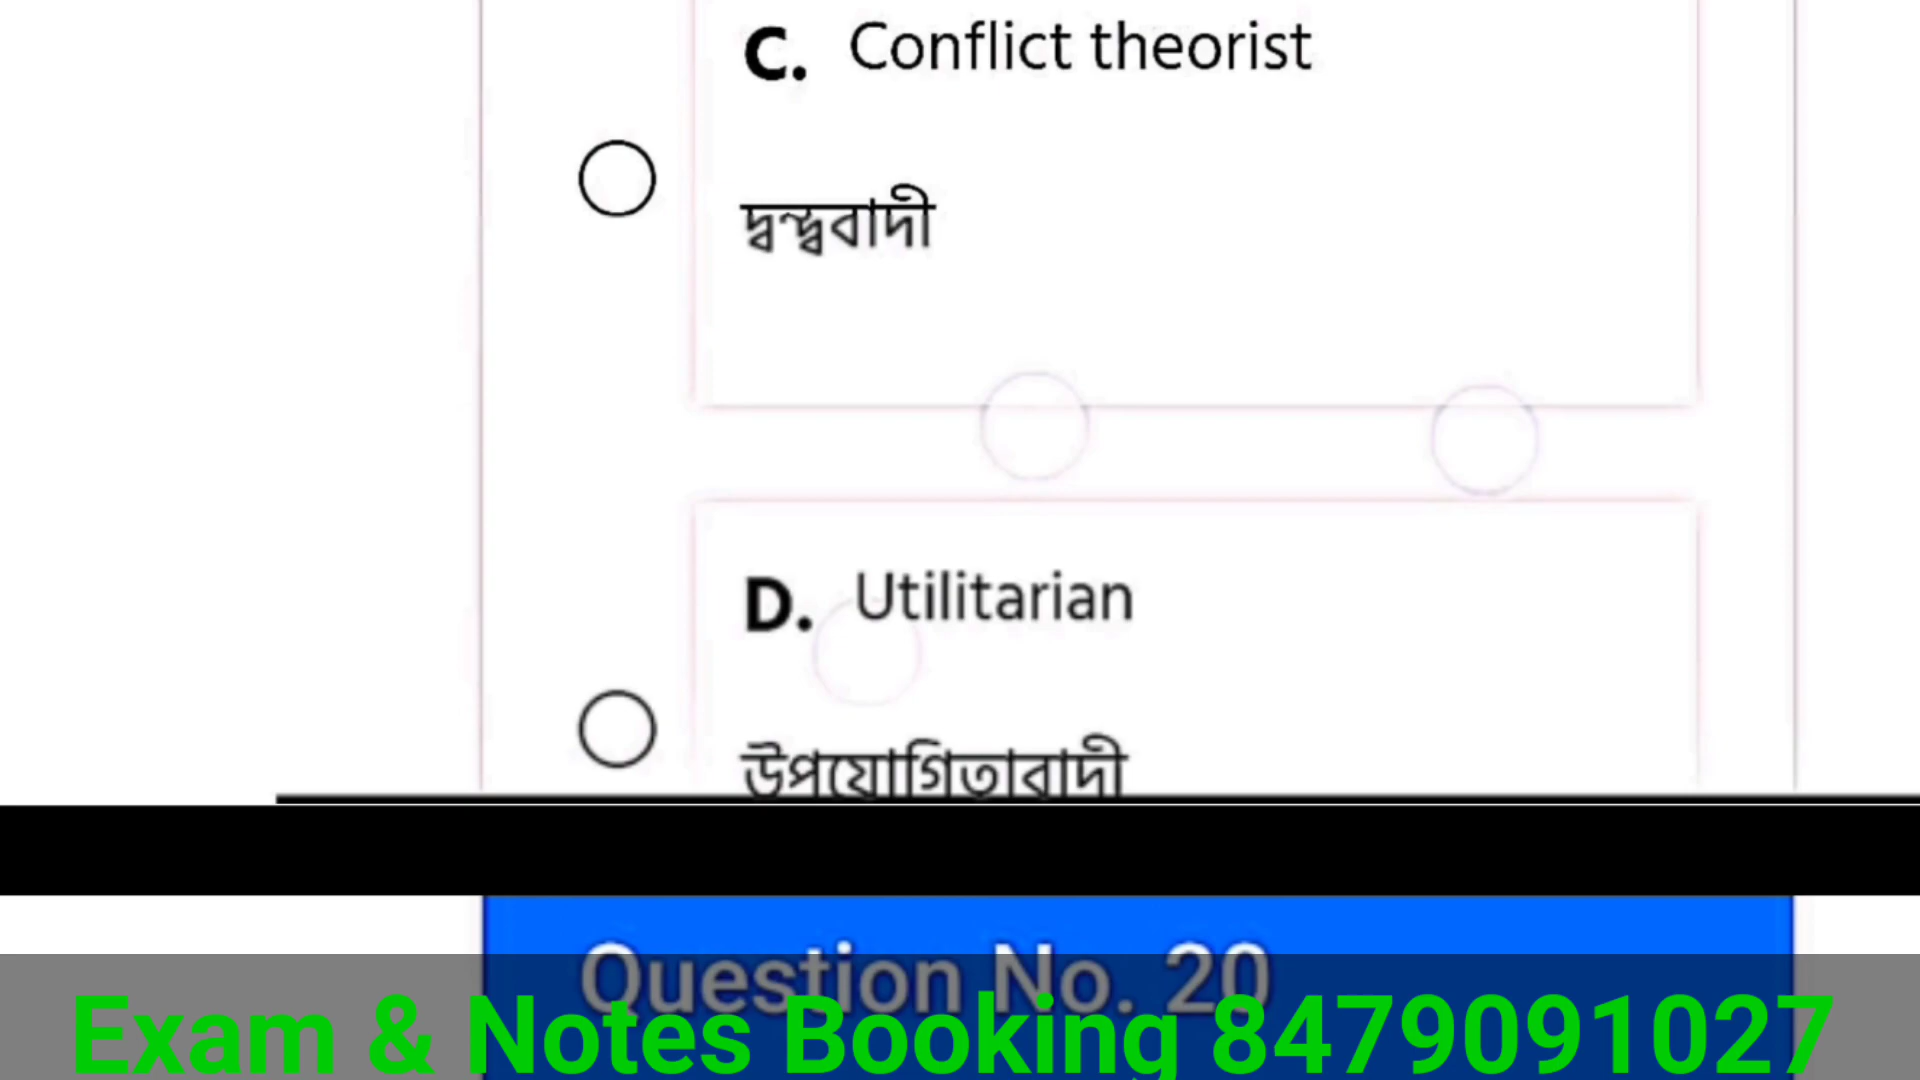 C. Conflict theorist
দ্বন্দ্ববাদী
D. Utilitarian
উপযোগিতাবাদী
Question No. 20
Exam & Notes Booking 8479091027